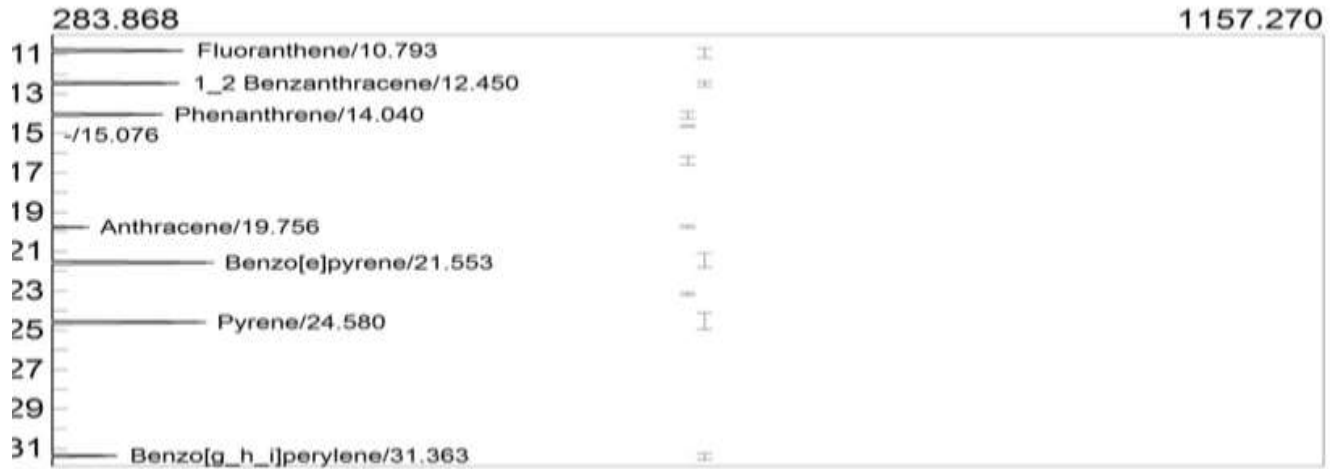 283.868 1157.270
11 Fluoranthene/10.793
1_2 Benzanthracene/12.450
13
Phenanthrene/14.040
15 -/15.076
17
19
Anthracene/19.756
21
Benzo[e]pyrene/21.553
23
Pyrene/24.580
25
27
29
31 Benzo[g_h_i]perylene/31.363